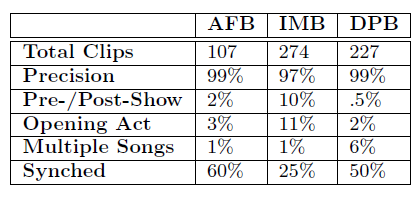 AFB IMB DPB
Total Clips 107 274 227
Precision 99% 97% 99%
Pre-/Post-Show 2% 10% .5%
Opening Act 3% 11% 2%
Multiple Songs 1% 1% 6%
Synched 60% 25% 50%